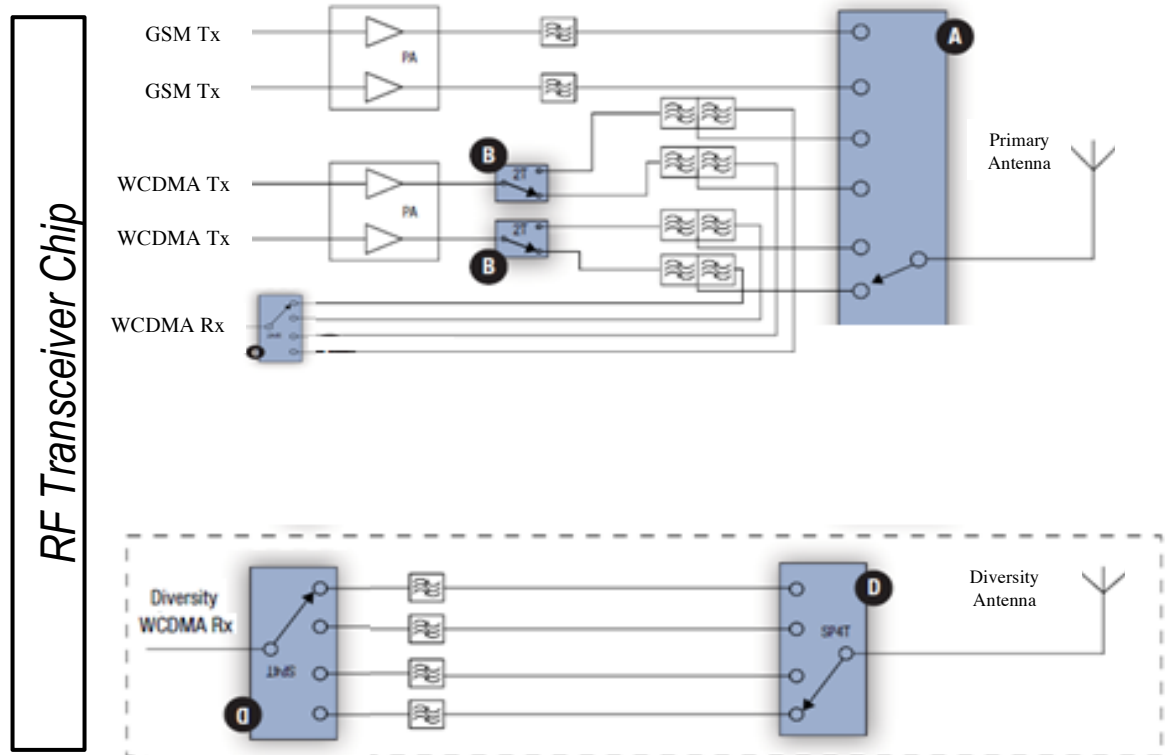 RF Transceiver Chip
GSM Tx
PA
A
GSM Tx
Primary
Antenna
B
2T
WCDMA Tx
PA
WCDMA Tx
2T
B
WCDMA Rx
Diversity
WCDMA Rx
SP4T
D
D
SP4T
Diversity
Antenna